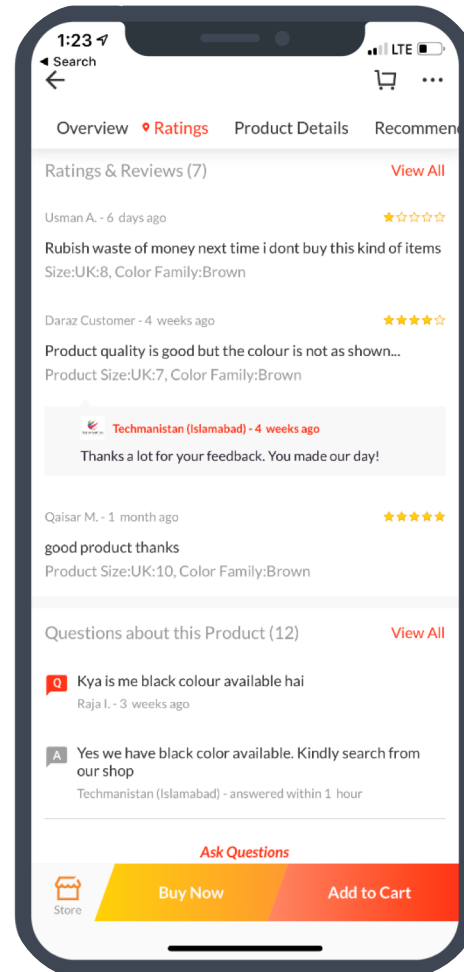 1:23
LTE
Search
Overview Ratings Product Details Recommen
Ratings & Reviews (7) View All
Usman A. - 6 days ago
Rubish waste of money next time i dont buy this kind of items
Size:UK:8, Color Family:Brown
Daraz Customer - 4 weeks ago
Product quality is good but the colour is not as shown...
Product Size:UK:7, Color Family:Brown
Techmanistan (Islamabad) - 4 weeks ago
Thanks a lot for your feedback. You made our day!
Qaisar M. - 1 month ago
good product thanks
Product Size:UK:10, Color Family:Brown
Questions about this Product (12) View All
Q Kya is me black colour available hai
Raja I. - 3 weeks ago
A Yes we have black color available. Kindly search from
our shop
Techmanistan (Islamabad) - answered within 1 hour
Ask Questions
Store Buy Now Add to Cart